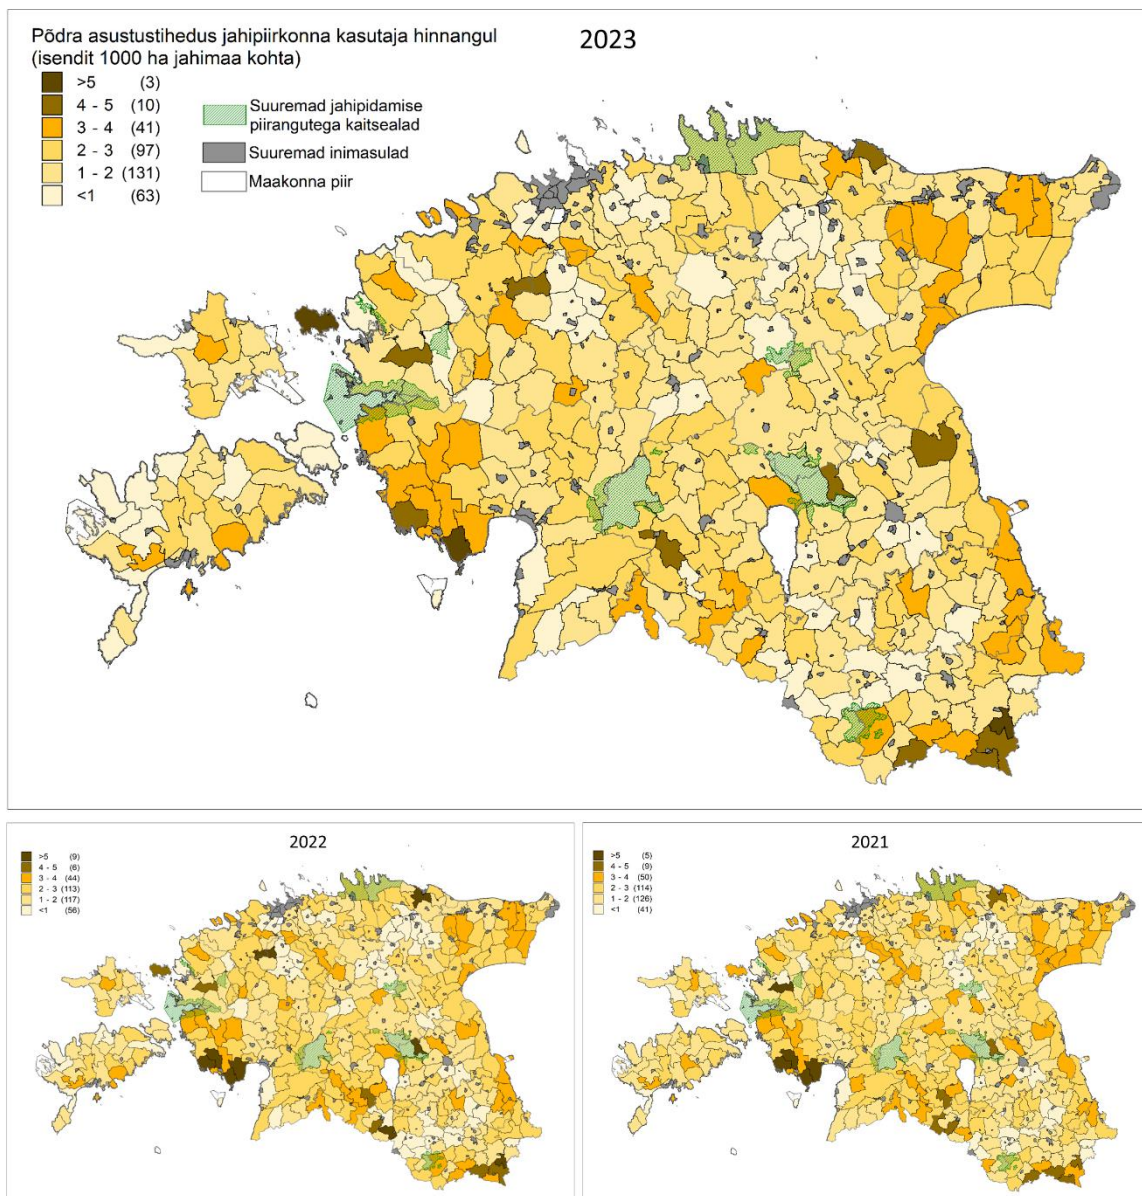 Põdra asustustihedus jahipiirkonna kasutaja hinnangul
(isendit 1000 ha jahimaa kohta)
2023
>5 (3)
4 - 5 (10)
3 - 4 (41)
2 - 3 (97)
1 - 2 (131)
<1 (63)
Suuremad jahipidamise
piirangutega kaitsealad
Suuremad inimasulad
Maakonna piir
2022
>5 (9)
4 - 5 (6)
3 - 4 (44)
2 - 3 (113)
1 - 2 (117)
<1 (56)
2021
>5 (5)
4 - 5 (9)
3 - 4 (50)
2 - 3 (114)
1 - 2 (126)
<1 (41)